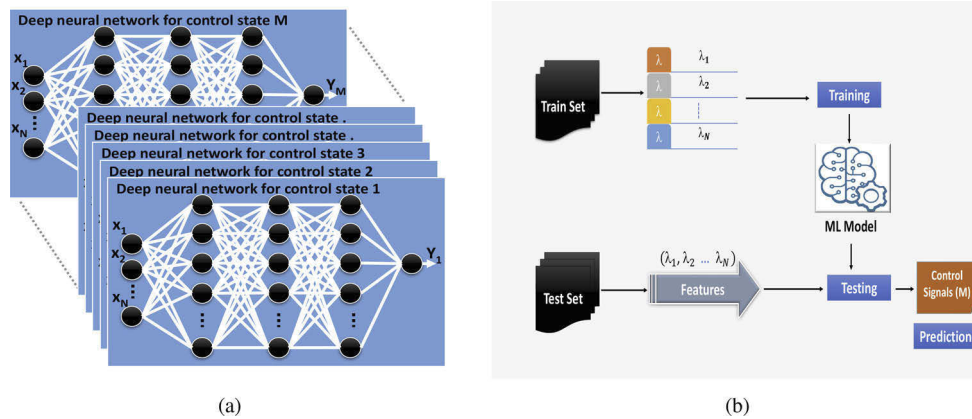 Deep neural network for control state M
x1
x2
xN
YM
Deep neural network for control state .
Deep neural network for control state .
Deep neural network for control state 3
Deep neural network for control state 2
Deep neural network for control state 1
x1
x2
xN
Y1
(a)
Train Set
λ λ1
λ λ2
λ
λ λN
Training
ML Model
Test Set
(λ1, λ2 ... λN)
Features
Testing
Control
Signals (M)
Prediction
(b)